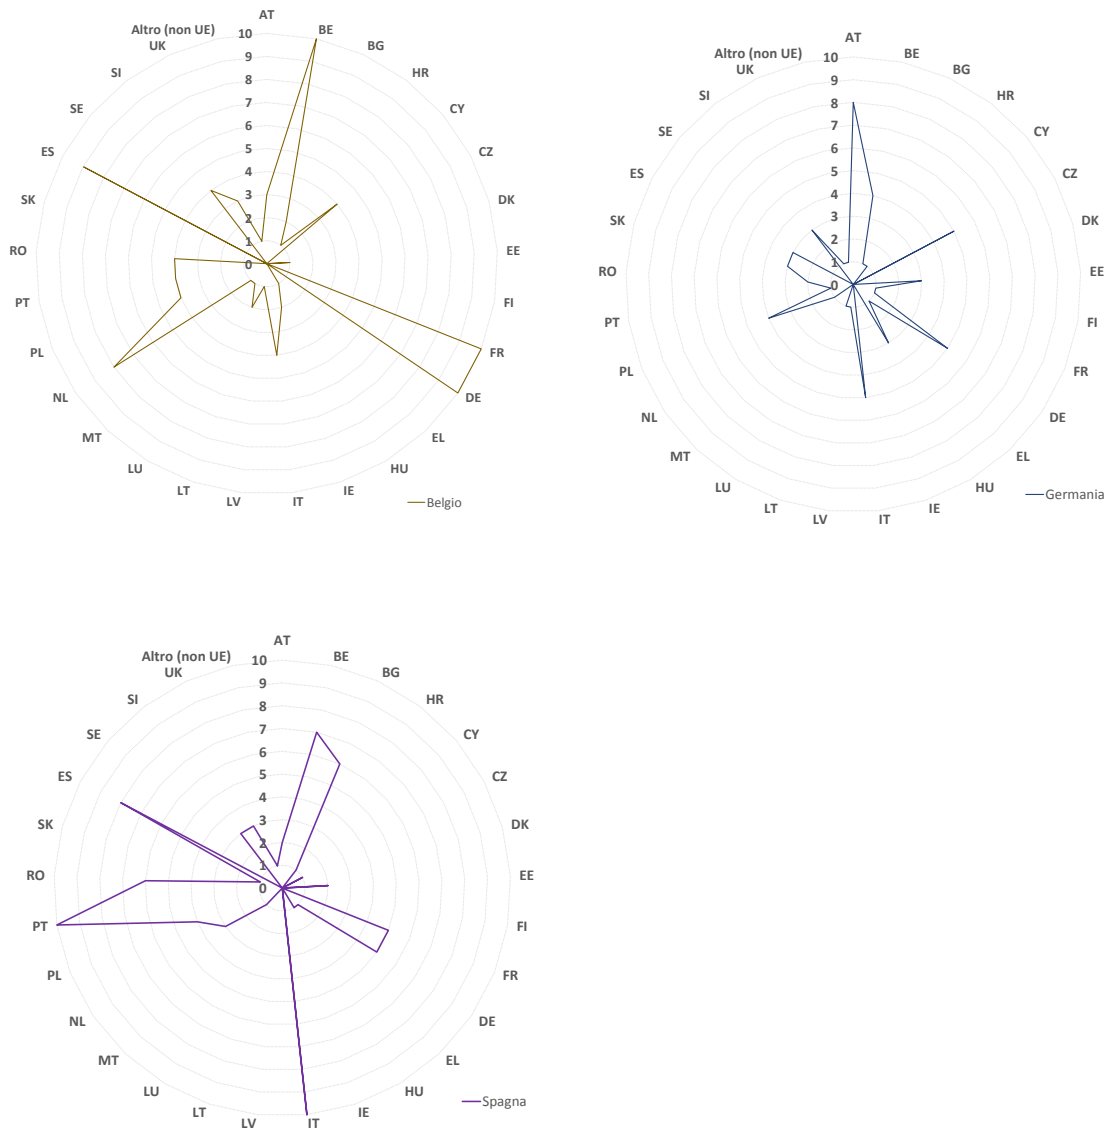 AT
BE
BG
HR
CY
CZ
DK
EE
FI
FR
DE
EL
HU
IE
IT
LV
LT
LU
MT
NL
PL
PT
RO
SK
ES
SE
SI
UK
Altro (non UE)
10
9
8
7
6
5
4
3
2
1
0
Belgio
AT
BE
BG
HR
CY
CZ
DK
EE
FI
FR
DE
EL
HU
IE
IT
LV
LT
LU
MT
NL
PL
PT
RO
SK
ES
SE
SI
UK
Altro (non UE)
10
9
8
7
6
5
4
3
2
1
0
Germania
AT
BE
BG
HR
CY
CZ
DK
EE
FI
FR
DE
EL
HU
IE
IT
LV
LT
LU
MT
NL
PL
PT
RO
SK
ES
SE
SI
UK
Altro (non UE)
10
9
8
7
6
5
4
3
2
1
0
Spagna